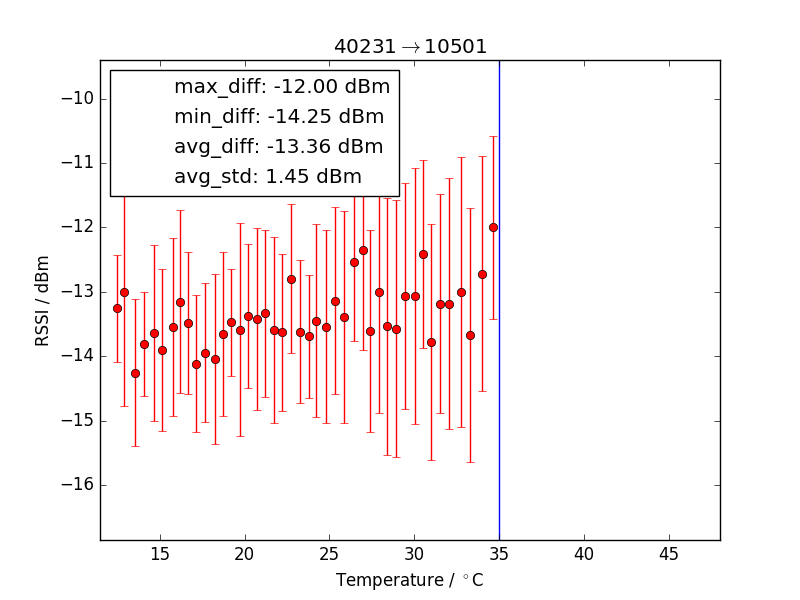 40231→10501
max_diff: -12.00 dBm
min_diff: -14.25 dBm
avg_diff: -13.36 dBm
avg_std: 1.45 dBm
−10
−11
−12
−13
−14
−15
−16
RSSI / dBm
15 20 25 30 35 40 45
Temperature / °C